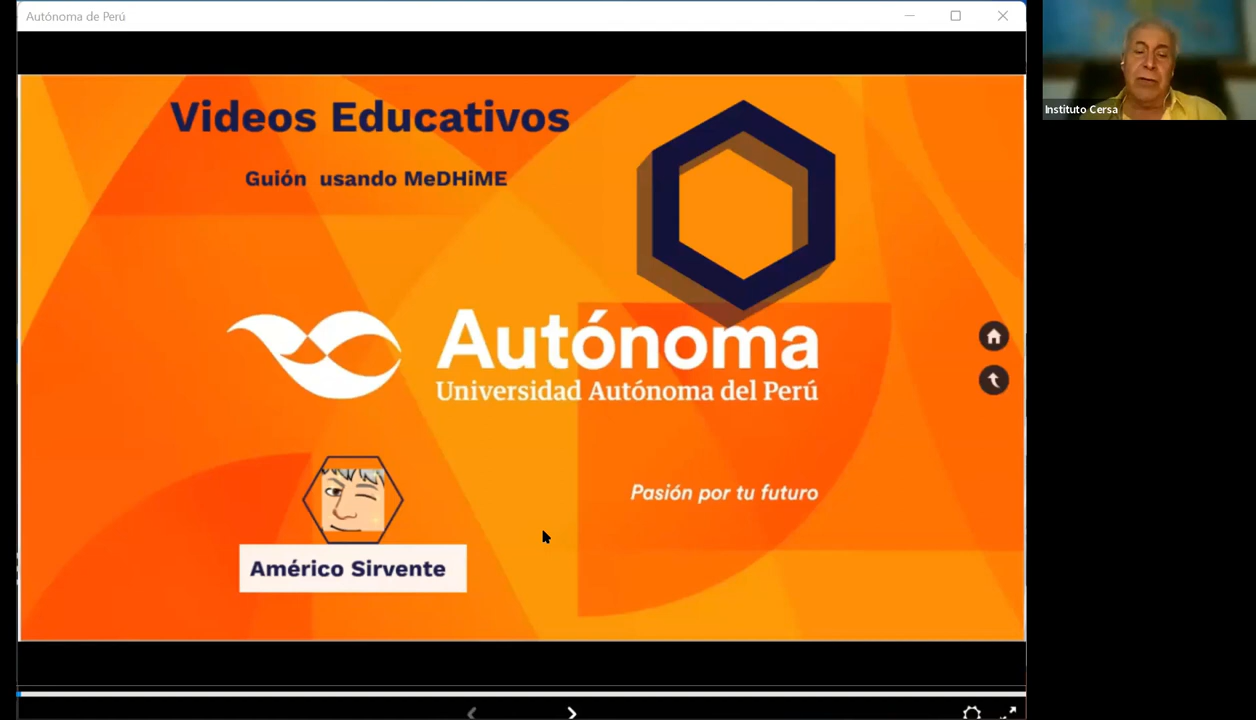 Autónoma de Perú
Videos Educativos
Guión usando MeDHiME
Autónoma
Universidad Autónoma del Perú
Pasión por tu futuro
Américo Sirvente
Instituto Cersa